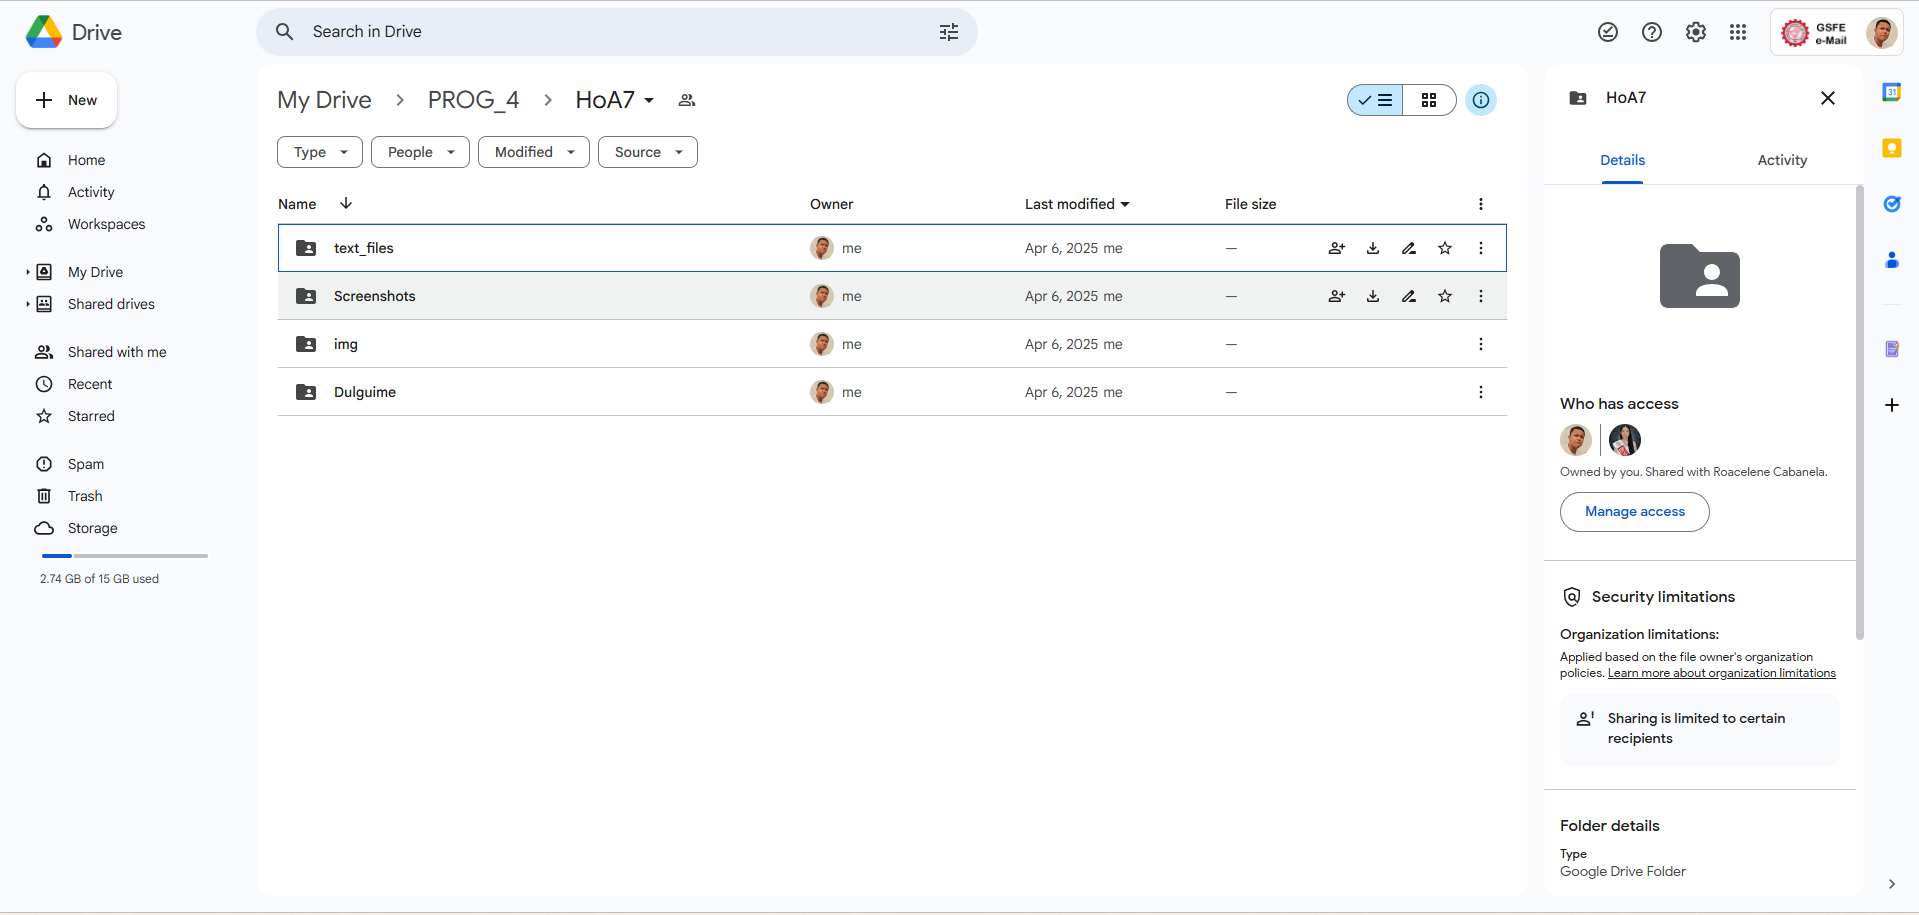 Drive
Search in Drive
GSFE
e-Mail
New
Home
Activity
Workspaces
My Drive
Shared drives
Shared with me
Recent
Starred
Spam
Trash
Storage
2.74 GB of 15 GB used
My Drive PROG_4 HoA7
Type People Modified Source
Name Owner Last modified File size
text_files me Apr 6, 2025 me —
Screenshots me Apr 6, 2025 me —
img me Apr 6, 2025 me —
Dulguime me Apr 6, 2025 me —
HoA7
Details Activity
Who has access
Owned by you. Shared with Roacelene Cabanela.
Manage access
Security limitations
Organization limitations:
Applied based on the file owner's organization
policies. Learn more about organization limitations
Sharing is limited to certain
recipients
Folder details
Type
Google Drive Folder
31